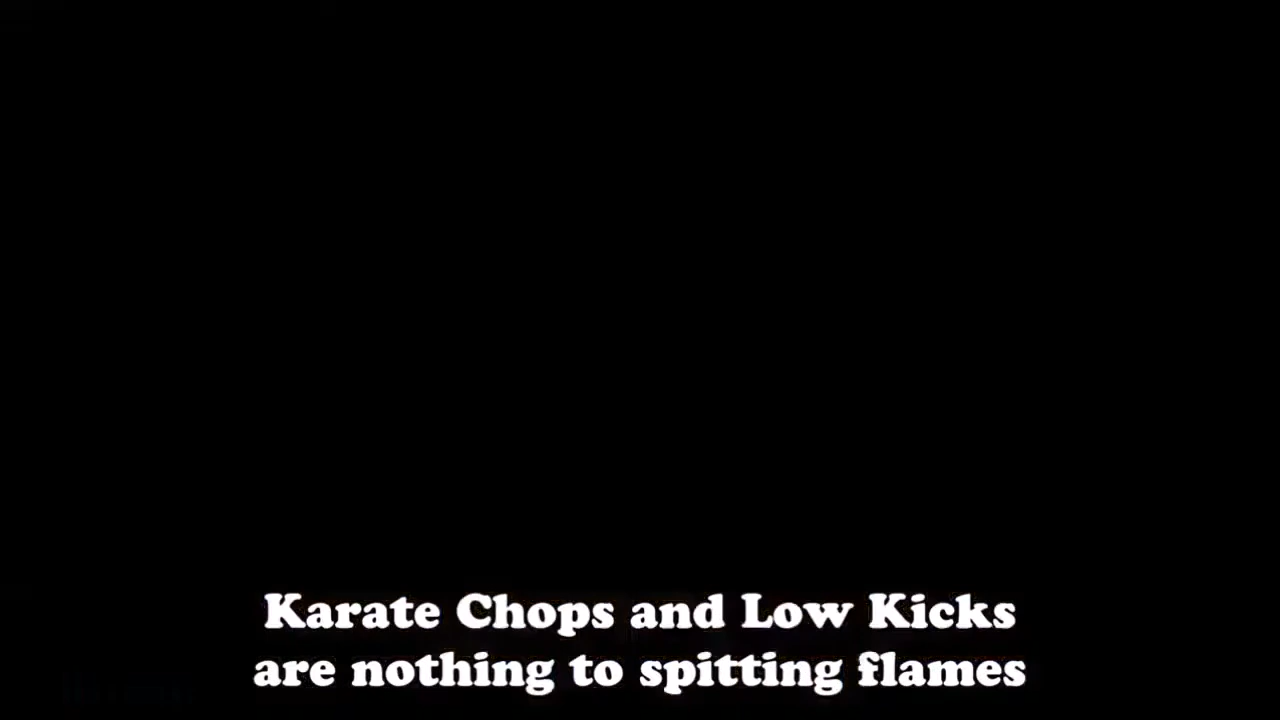 Karate Chops and Low Kicks
are nothing to spitting flames